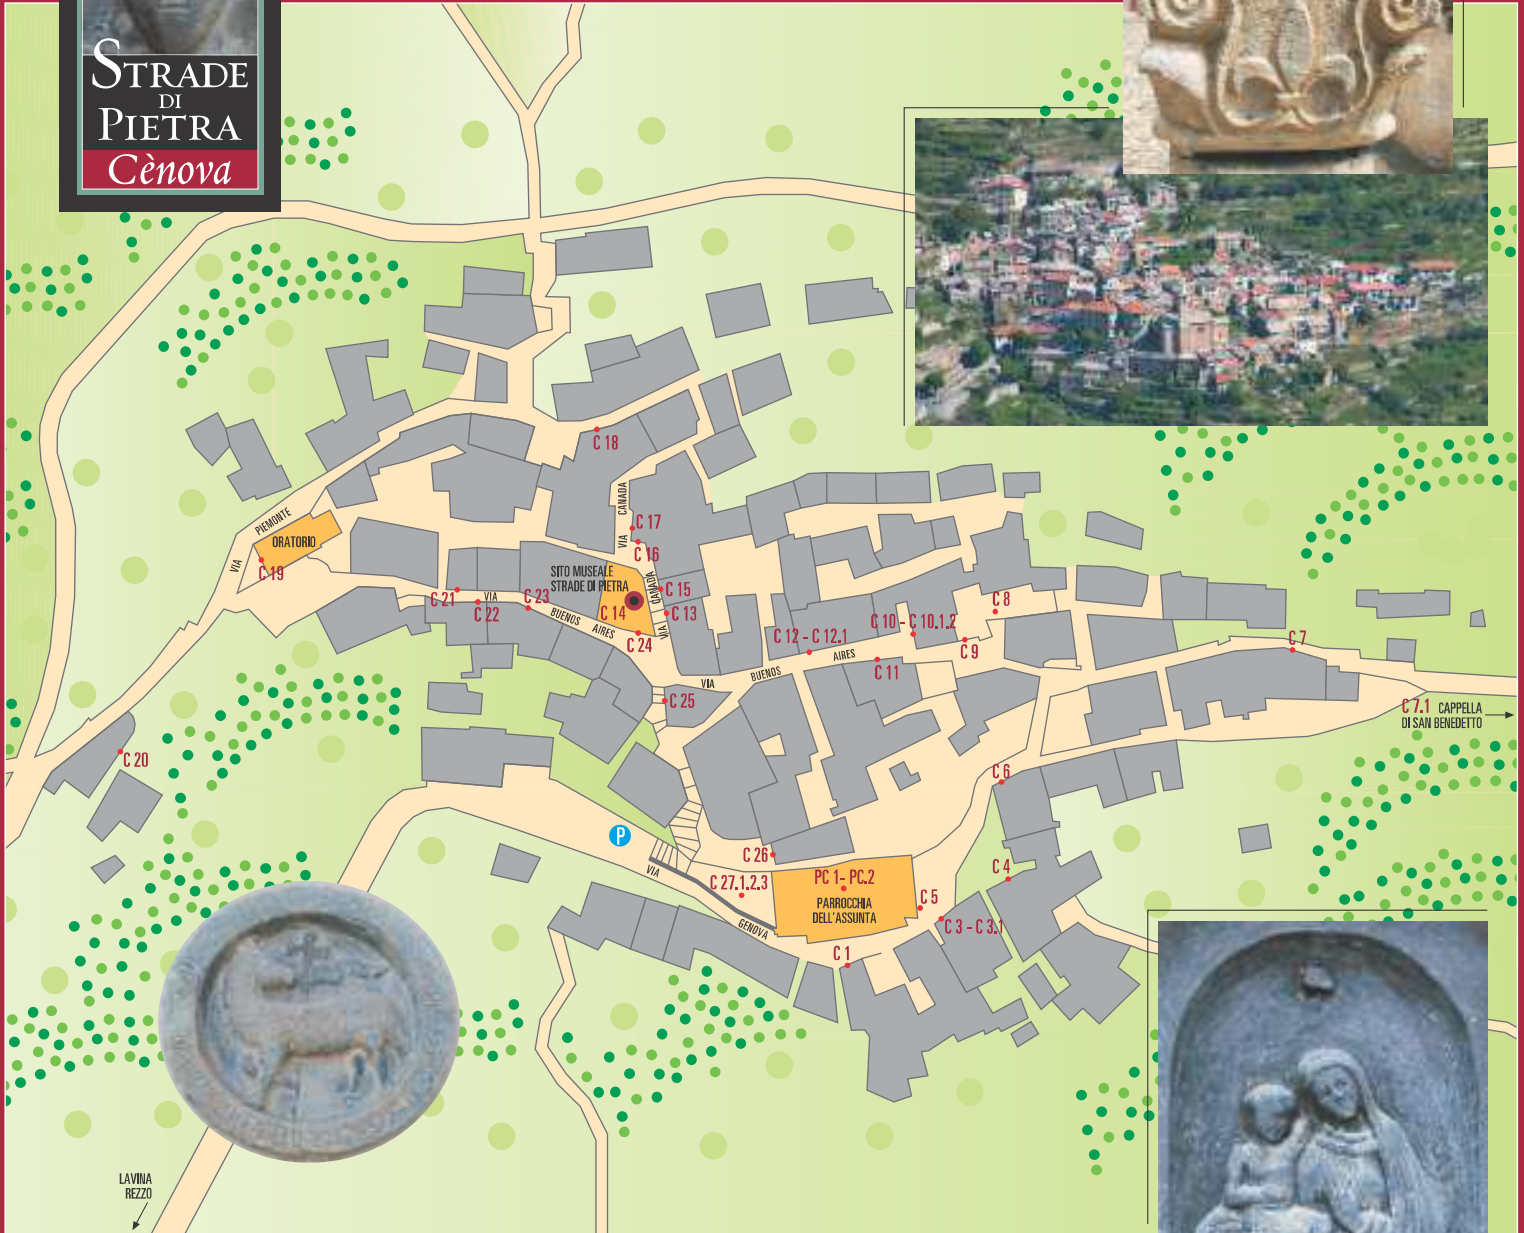 STRADE
DI
PIETRA
Cènova
C 18
CANADA
VIA
C 17
C 16
PIEMONTE
VIA
ORATORIO
C 19
SITO MUSEALE
STRADE DI PIETRA
CANADA
VIA
C 15
C 14
C 13
C 21
VIA
C 22
C 23
BUENOS
AIRES
C 24
C 8
C 10 - C 10.1.2
C 12 - C 12.1
C 9
C 7
AIRES
BUENOS
VIA
C 11
C 25
C 7.1 CAPPELLA
DI SAN BENEDETTO
C 20
C 6
P
C 26
C 4
VIA
GENOVA
C 27.1.2.3
PC 1- PC.2
PARROCCHIA
DELL'ASSUNTA
C 5
C 3 - C 3.1
C 1
LAVINA
REZZO